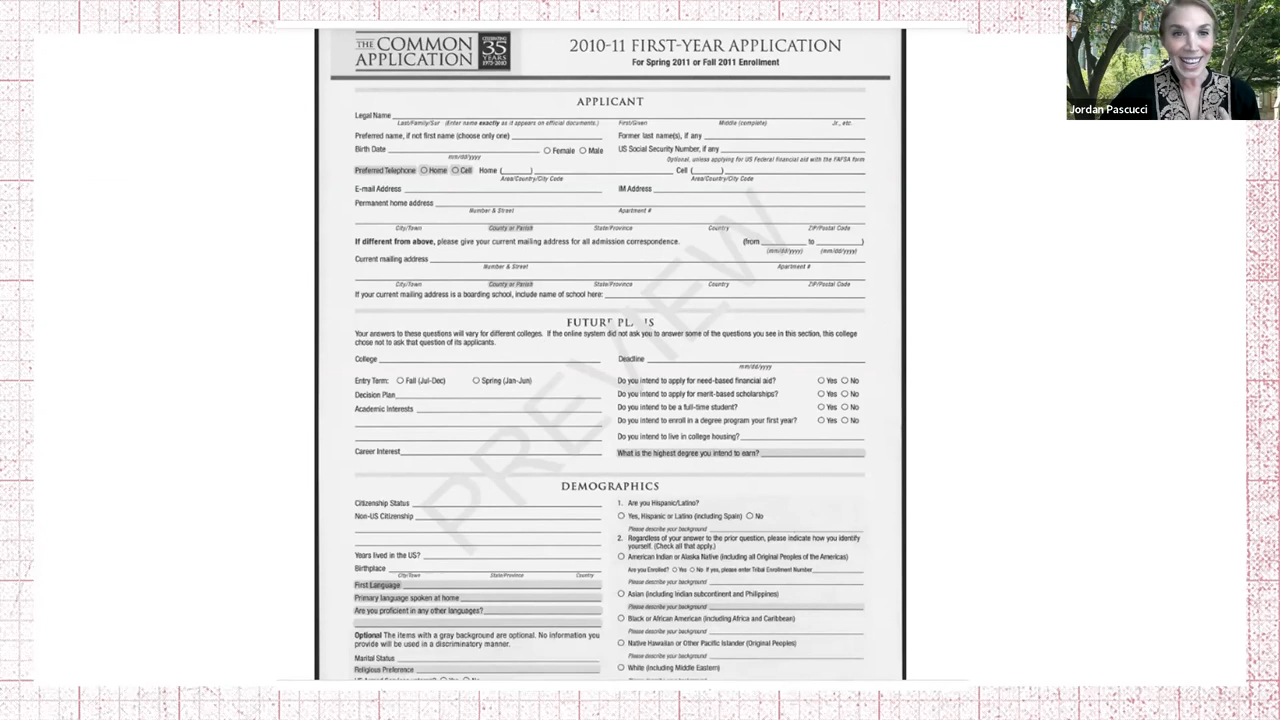 THE COMMON APPLICATION
CELEBRATING 35 YEARS 1975-2010
2010-11 FIRST-YEAR APPLICATION
For Spring 2011 or Fall 2011 Enrollment
Jordan Pascucci
APPLICANT
Legal Name
Last/Family/Sur (Enter name exactly as it appears on official documents.) First/Given Middle (complete) Jr., etc.
Preferred name, if not first name (choose only one) Former last name(s), if any
Birth Date Female Male US Social Security Number, if any
mm/dd/yyyy Optional, unless applying for US Federal financial aid with the FAFSA form
Preferred Telephone Home Cell Home ( ) Cell ( )
Area/Country/City Code Area/Country/City Code
E-mail Address IM Address
Permanent home address
Number & Street Apartment #
City/Town County or Parish State/Province Country ZIP/Postal Code
If different from above, please give your current mailing address for all admission correspondence. (from to )
(mm/dd/yyyy) (mm/dd/yyyy)
Current mailing address
Number & Street Apartment #
City/Town County or Parish State/Province Country ZIP/Postal Code
If your current mailing address is a boarding school, include name of school here:
FUTURE PL S
Your answers to these questions will vary for different colleges. If the online system did not ask you to answer some of the questions you see in this section, this college
chose not to ask that question of its applicants.
College Deadline
mm/dd/yyyy
Entry Term: Fall (Jul-Dec) Spring (Jan-Jun) Do you intend to apply for need-based financial aid? Yes No
Decision Plan Do you intend to apply for merit-based scholarships? Yes No
Academic Interests Do you intend to be a full-time student? Yes No
Do you intend to enroll in a degree program your first year? Yes No
Do you intend to live in college housing?
Career Interest What is the highest degree you intend to earn?
PREVIEW
DEMOGRAPHICS
Citizenship Status
Non-US Citizenship
Years lived in the US?
Birthplace
City/Town State/Province Country
First Language
Primary language spoken at home
Are you proficient in any other languages?
Optional The items with a gray background are optional. No information you
provide will be used in a discriminatory manner.
Marital Status
Religious Preference
1. Are you Hispanic/Latino?
Yes, Hispanic or Latino (including Spain) No
Please describe your background
2. Regardless of your answer to the prior question, please indicate how you identify
yourself. (Check all that apply.)
American Indian or Alaska Native (including all Original Peoples of the Americas)
Are you Enrolled? Yes No If yes, please enter Tribal Enrollment Number
Please describe your background
Asian (including Indian subcontinent and Philippines)
Please describe your background
Black or African American (including Africa and Caribbean)
Please describe your background
Native Hawaiian or Other Pacific Islander (Original Peoples)
Please describe your background
White (including Middle Eastern)